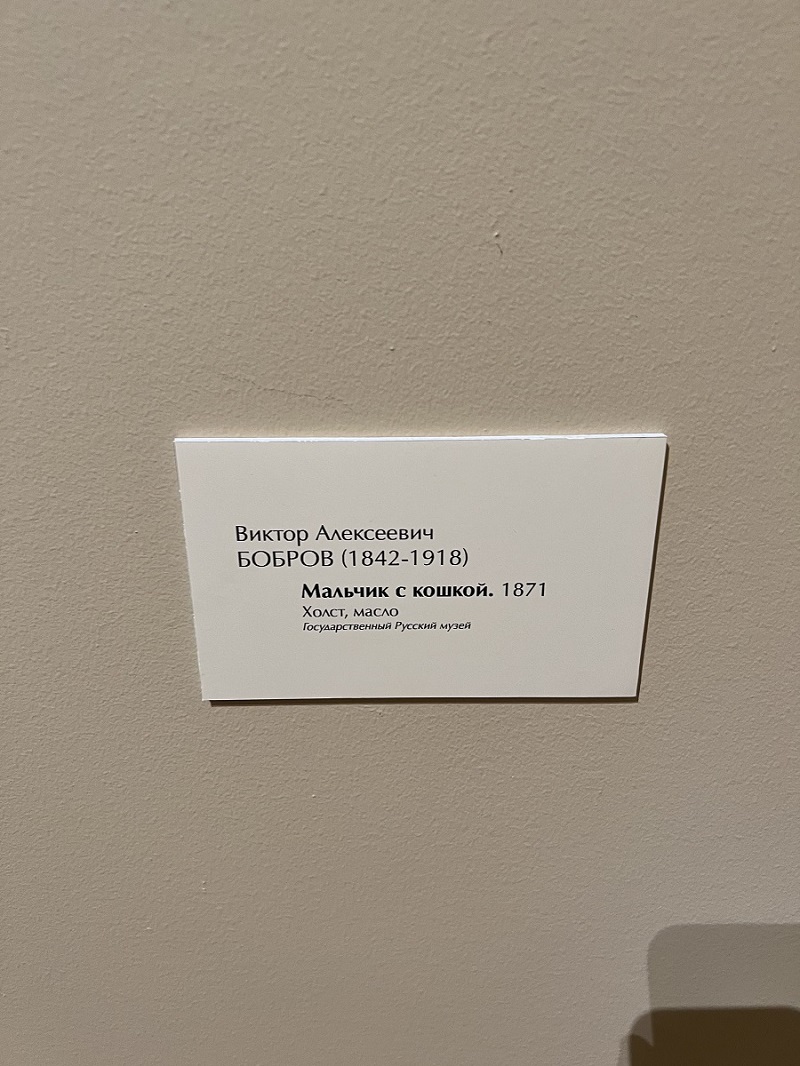 Виктор Алексеевич
БОБРОВ (1842-1918)
Мальчик с кошкой. 1871
Холст, масло
Государственный Русский музей